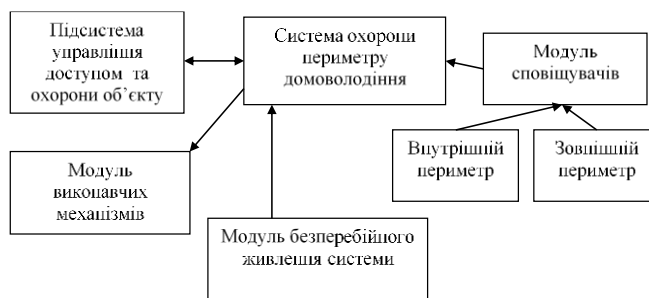 Підсистема
управління
доступом та
охорони об’єкту
Система охорони
периметру
домоволодіння
Модуль
сповіщувачів
Внутрішній
периметр
Зовнішній
периметр
Модуль
виконавчих
механізмів
Модуль безперебійного
живлення системи